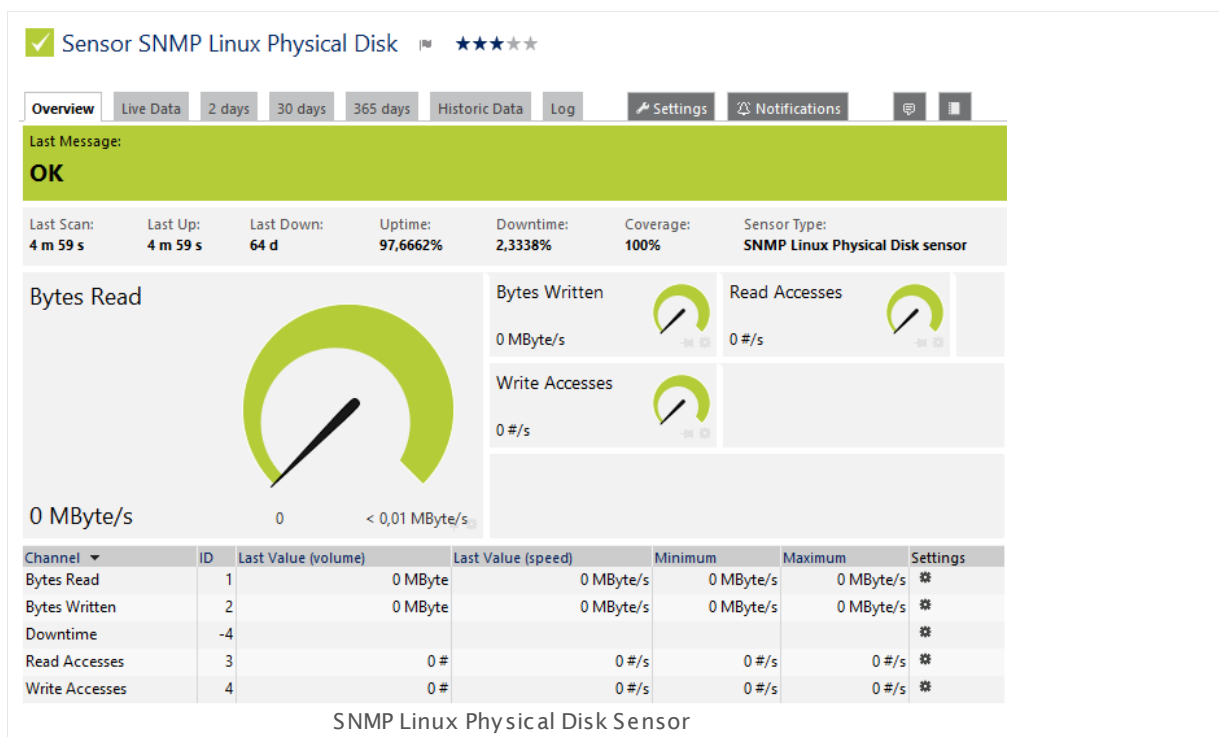 Sensor SNMP Linux Physical Disk
Overview Live Data 2 days 30 days 365 days Historic Data Log Settings Notifications
Last Message:
OK
Last Scan: Last Up: Last Down: Uptime: Downtime: Coverage: Sensor Type:
4 m 59 s 4 m 59 s 64 d 97,6662% 2,3338% 100% SNMP Linux Physical Disk sensor
Bytes Read
0 MByte/s
0 < 0,01 MByte/s
Bytes Written
0 MByte/s
Read Accesses
0 #/s
Write Accesses
0 #/s
Channel ID Last Value (volume) Last Value (speed) Minimum Maximum Settings
Bytes Read 1 0 MByte 0 MByte/s 0 MByte/s 0 MByte/s
Bytes Written 2 0 MByte 0 MByte/s 0 MByte/s 0 MByte/s
Downtime -4
Read Accesses 3 0 # 0 #/s 0 #/s 0 #/s
Write Accesses 4 0 # 0 #/s 0 #/s 0 #/s
SNMP Linux Physical Disk Sensor